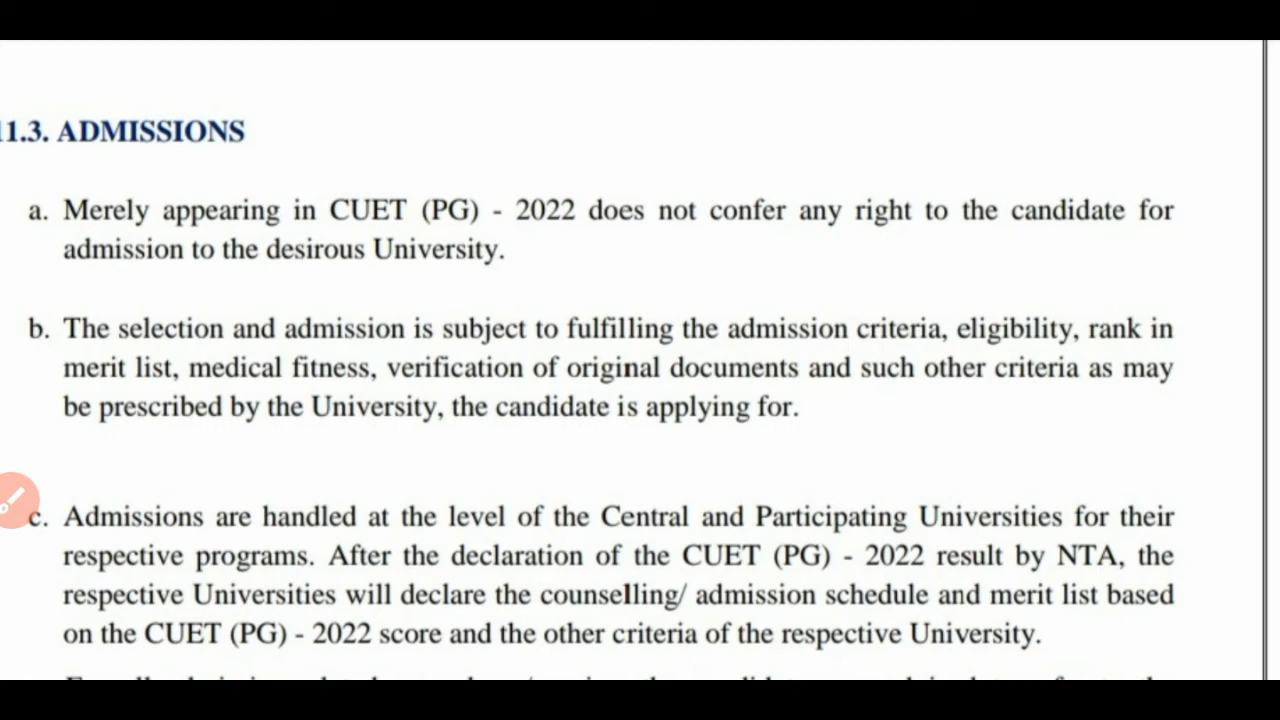 11.3. ADMISSIONS
a. Merely appearing in CUET (PG) - 2022 does not confer any right to the candidate for
admission to the desirous University.
b. The selection and admission is subject to fulfilling the admission criteria, eligibility, rank in
merit list, medical fitness, verification of original documents and such other criteria as may
be prescribed by the University, the candidate is applying for.
c. Admissions are handled at the level of the Central and Participating Universities for their
respective programs. After the declaration of the CUET (PG) - 2022 result by NTA, the
respective Universities will declare the counselling/ admission schedule and merit list based
on the CUET (PG) - 2022 score and the other criteria of the respective University.